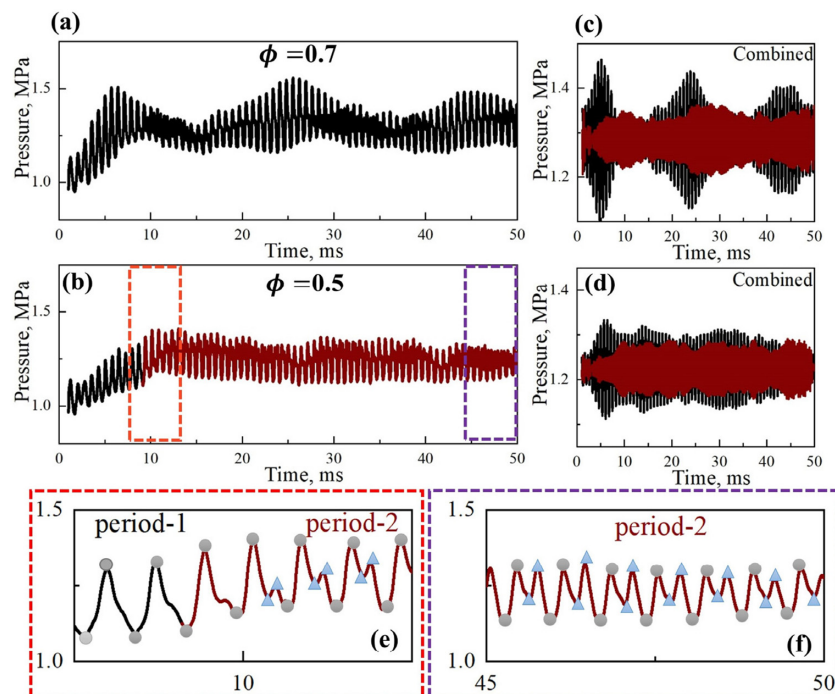 (a)
ϕ =0.7
Pressure, MPa
1.5
1.0
0 10 20 30 40 50
Time, ms
(c)
Combined
Pressure, MPa
1.4
1.2
0 10 20 30 40 50
Time, ms
(b)
ϕ =0.5
Pressure, MPa
1.5
1.0
0 10 20 30 40 50
Time, ms
(d)
Combined
Pressure, MPa
1.4
1.2
0 10 20 30 40 50
Time, ms
1.5
period-1 period-2
(e)
1.0
10
1.5
period-2
(f)
1.0
45 50